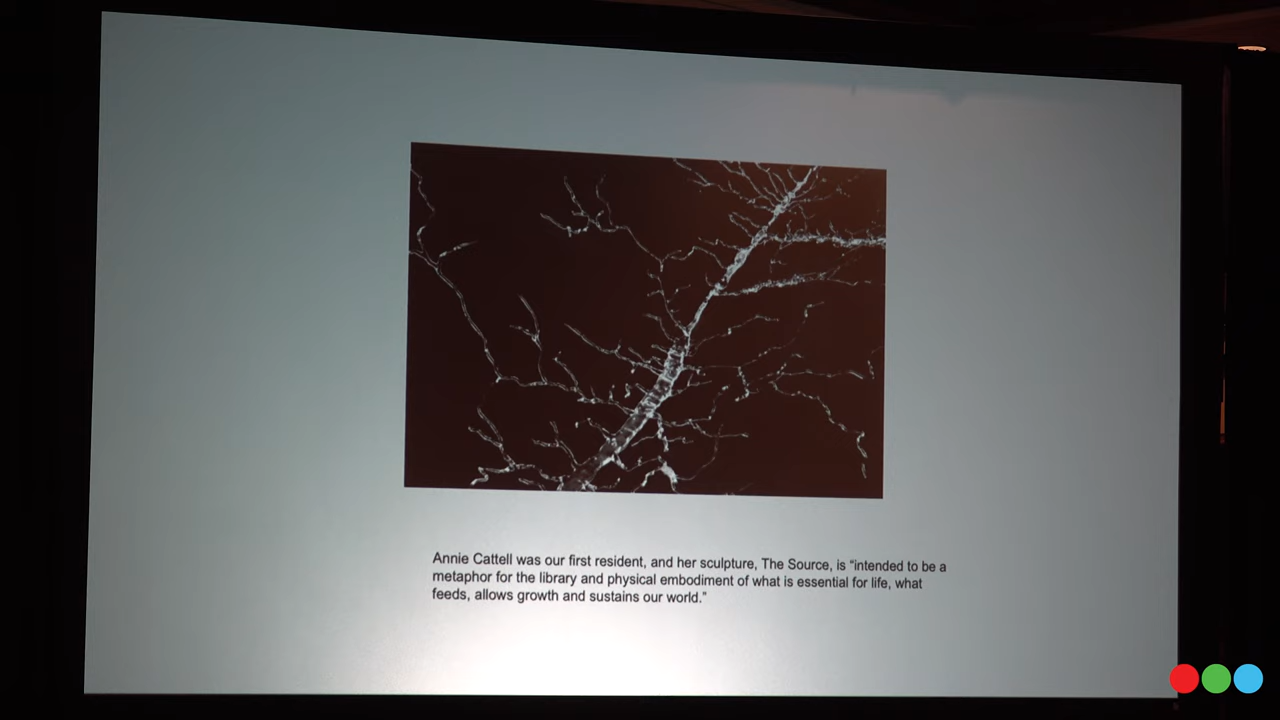 Annie Cattell was our first resident, and her sculpture, The Source, is “intended to be a
metaphor for the library and physical embodiment of what is essential for life, what
feeds, allows growth and sustains our world.”